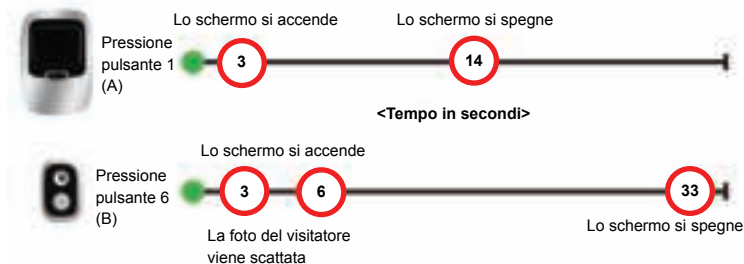 Lo schermo si accende
Lo schermo si spegne
Pressione
pulsante 1
(A)
3
14
<Tempo in secondi>
Lo schermo si accende
Pressione
pulsante 6
(B)
3
6
33
Lo schermo si spegne
La foto del visitatore
viene scattata